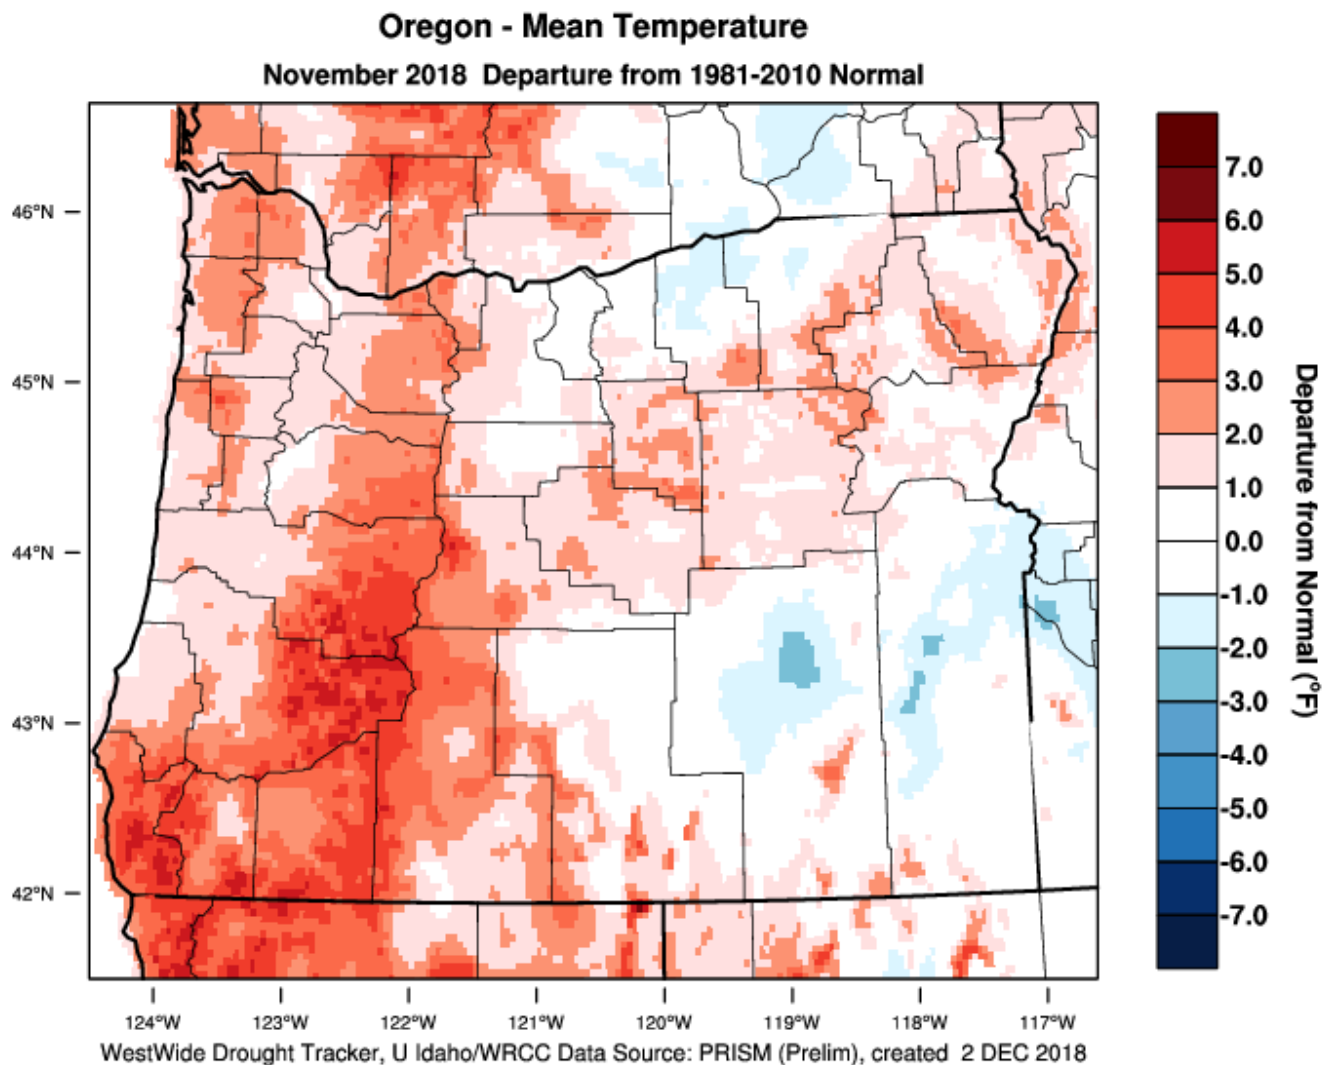 Oregon - Mean Temperature
November 2018 Departure from 1981-2010 Normal
46°N
45°N
44°N
43°N
42°N
124°W 123°W 122°W 121°W 120°W 119°W 118°W 117°W
7.0
6.0
5.0
4.0
3.0
2.0
1.0
0.0
-1.0
-2.0
-3.0
-4.0
-5.0
-6.0
-7.0
Departure from Normal (°F)
WestWide Drought Tracker, U Idaho/WRCC Data Source: PRISM (Prelim), created 2 DEC 2018